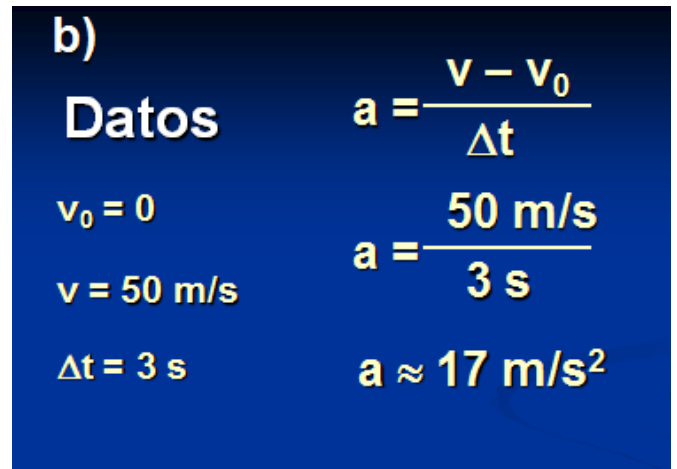 b)
Datos
v₀ = 0
v = 50 m/s
Δt = 3 s
a = (v – v₀) / Δt
a = 50 m/s / 3 s
a ≈ 17 m/s²